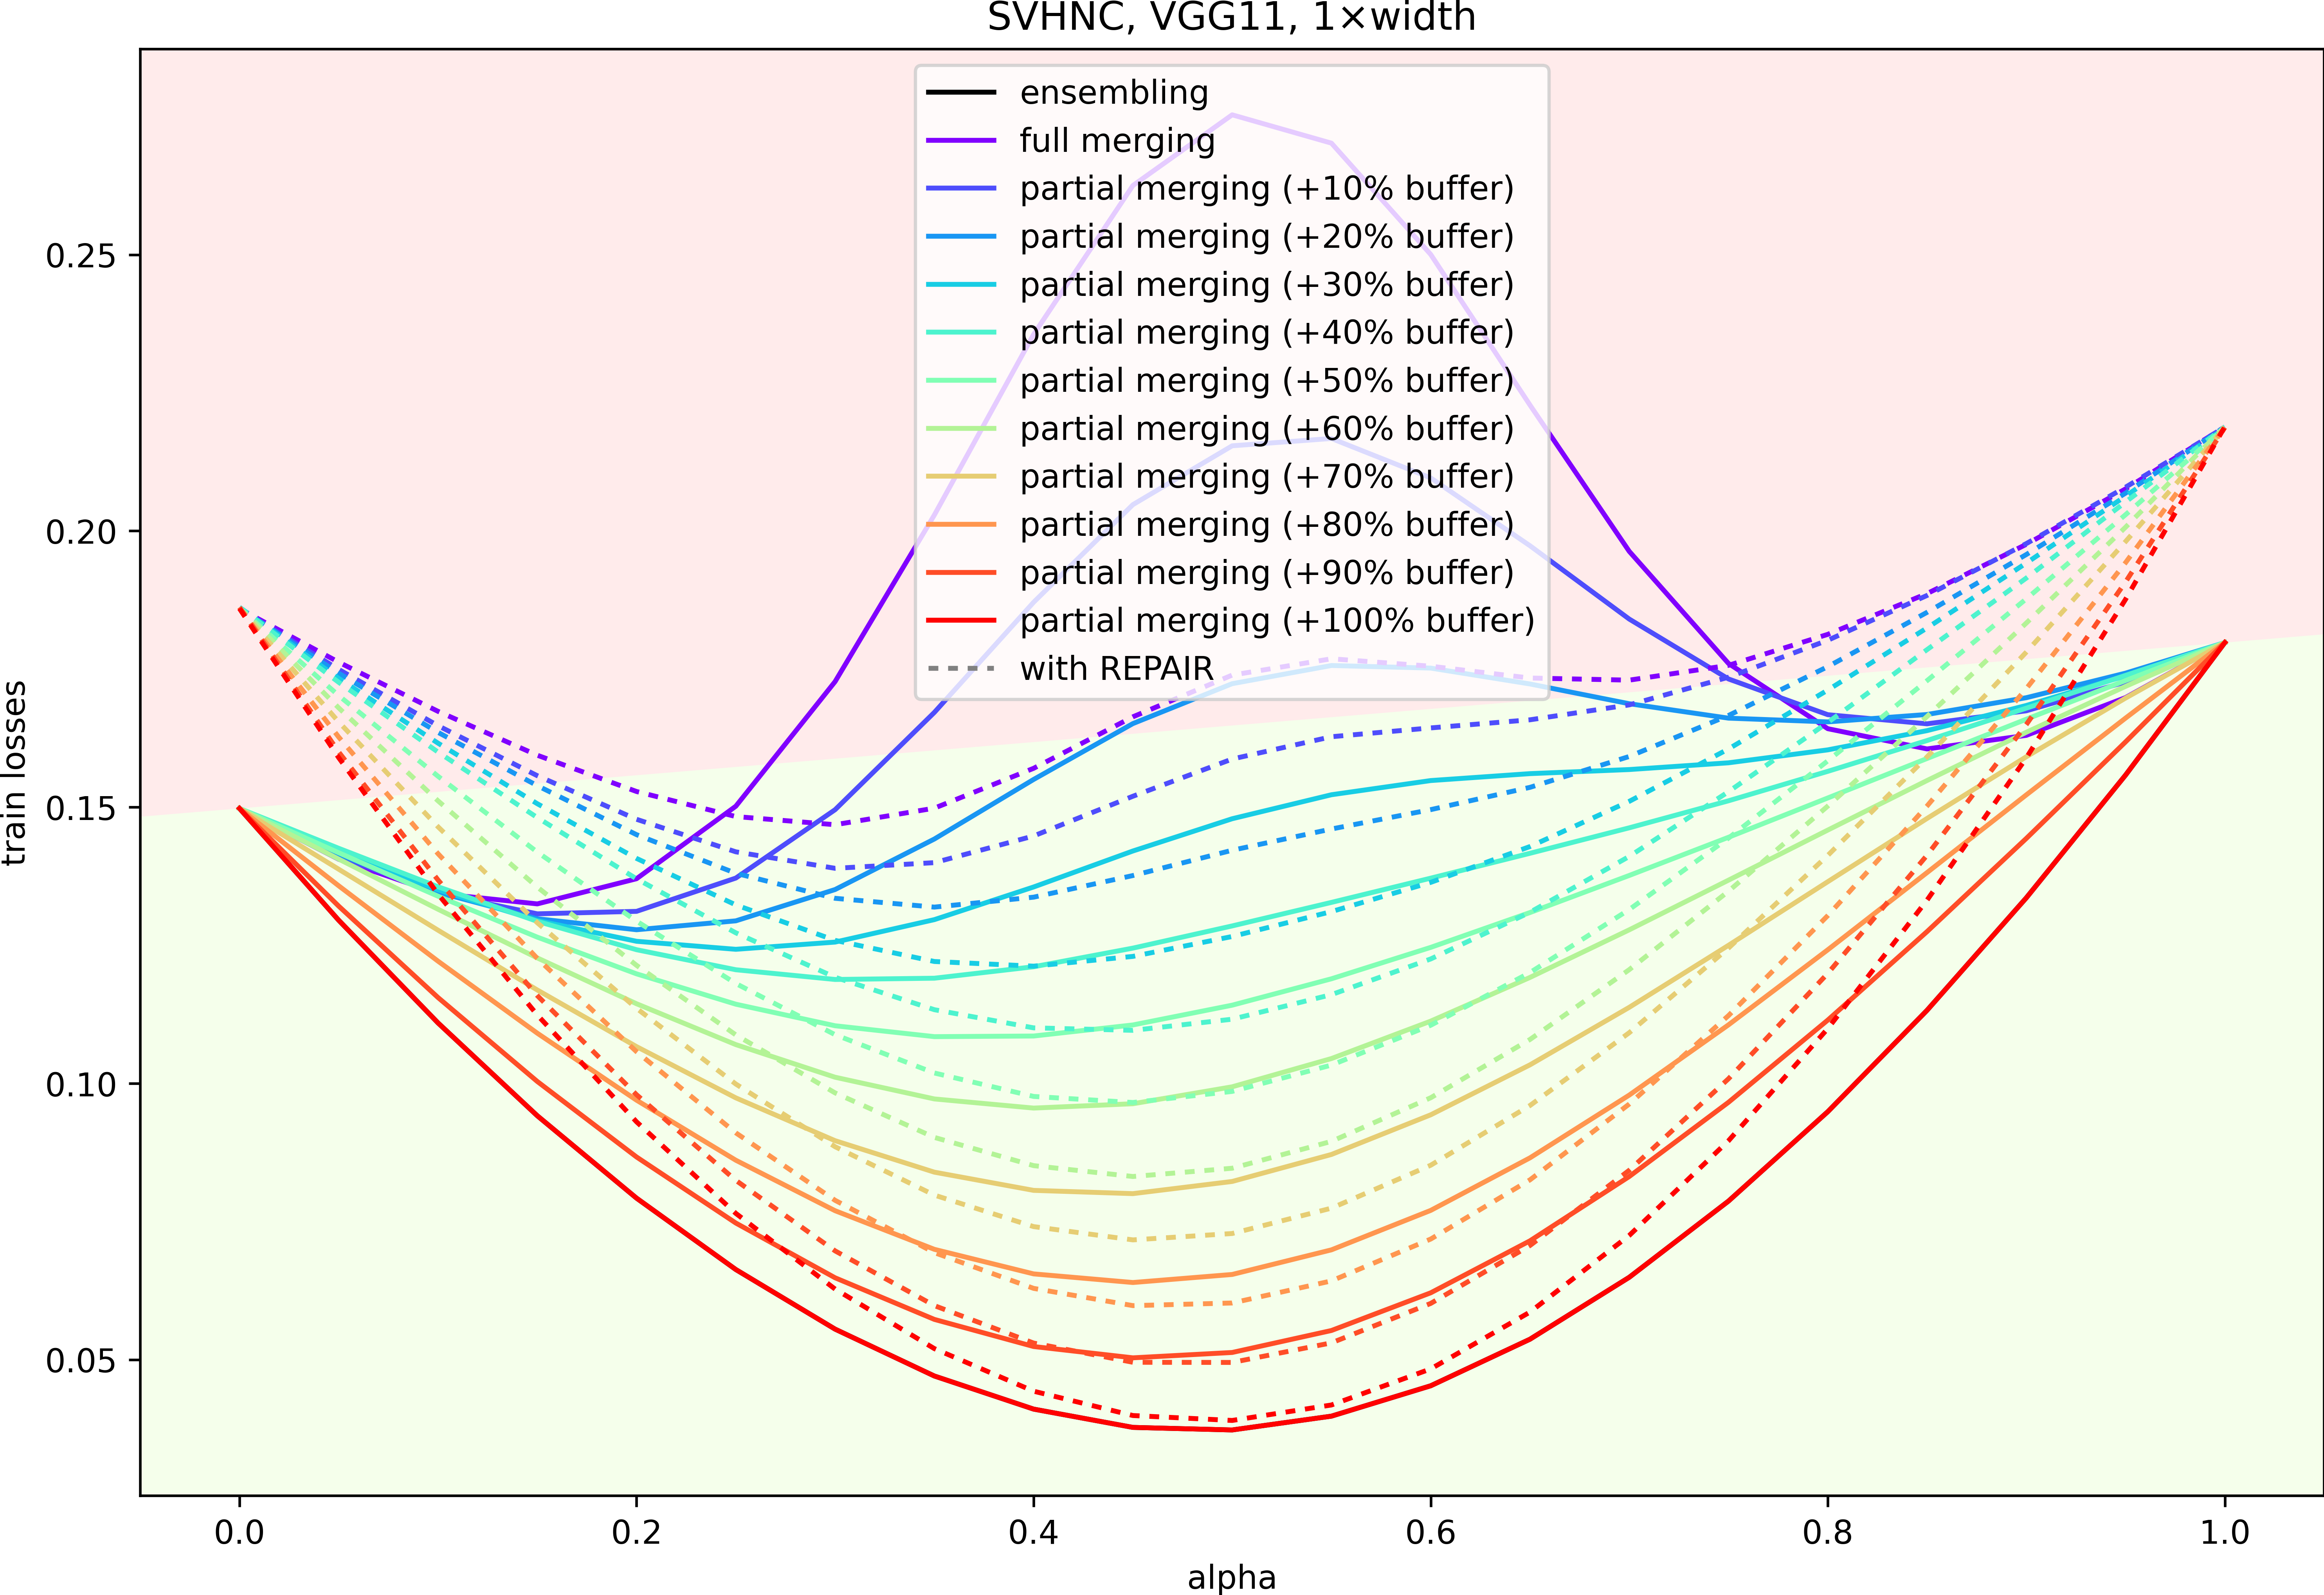 SVHNC, VGG11, 1×width
ensembling
full merging
partial merging (+10% buffer)
partial merging (+20% buffer)
partial merging (+30% buffer)
partial merging (+40% buffer)
partial merging (+50% buffer)
partial merging (+60% buffer)
partial merging (+70% buffer)
partial merging (+80% buffer)
partial merging (+90% buffer)
partial merging (+100% buffer)
with REPAIR
train losses
0.25
0.20
0.15
0.10
0.05
0.0 0.2 0.4 0.6 0.8 1.0
alpha